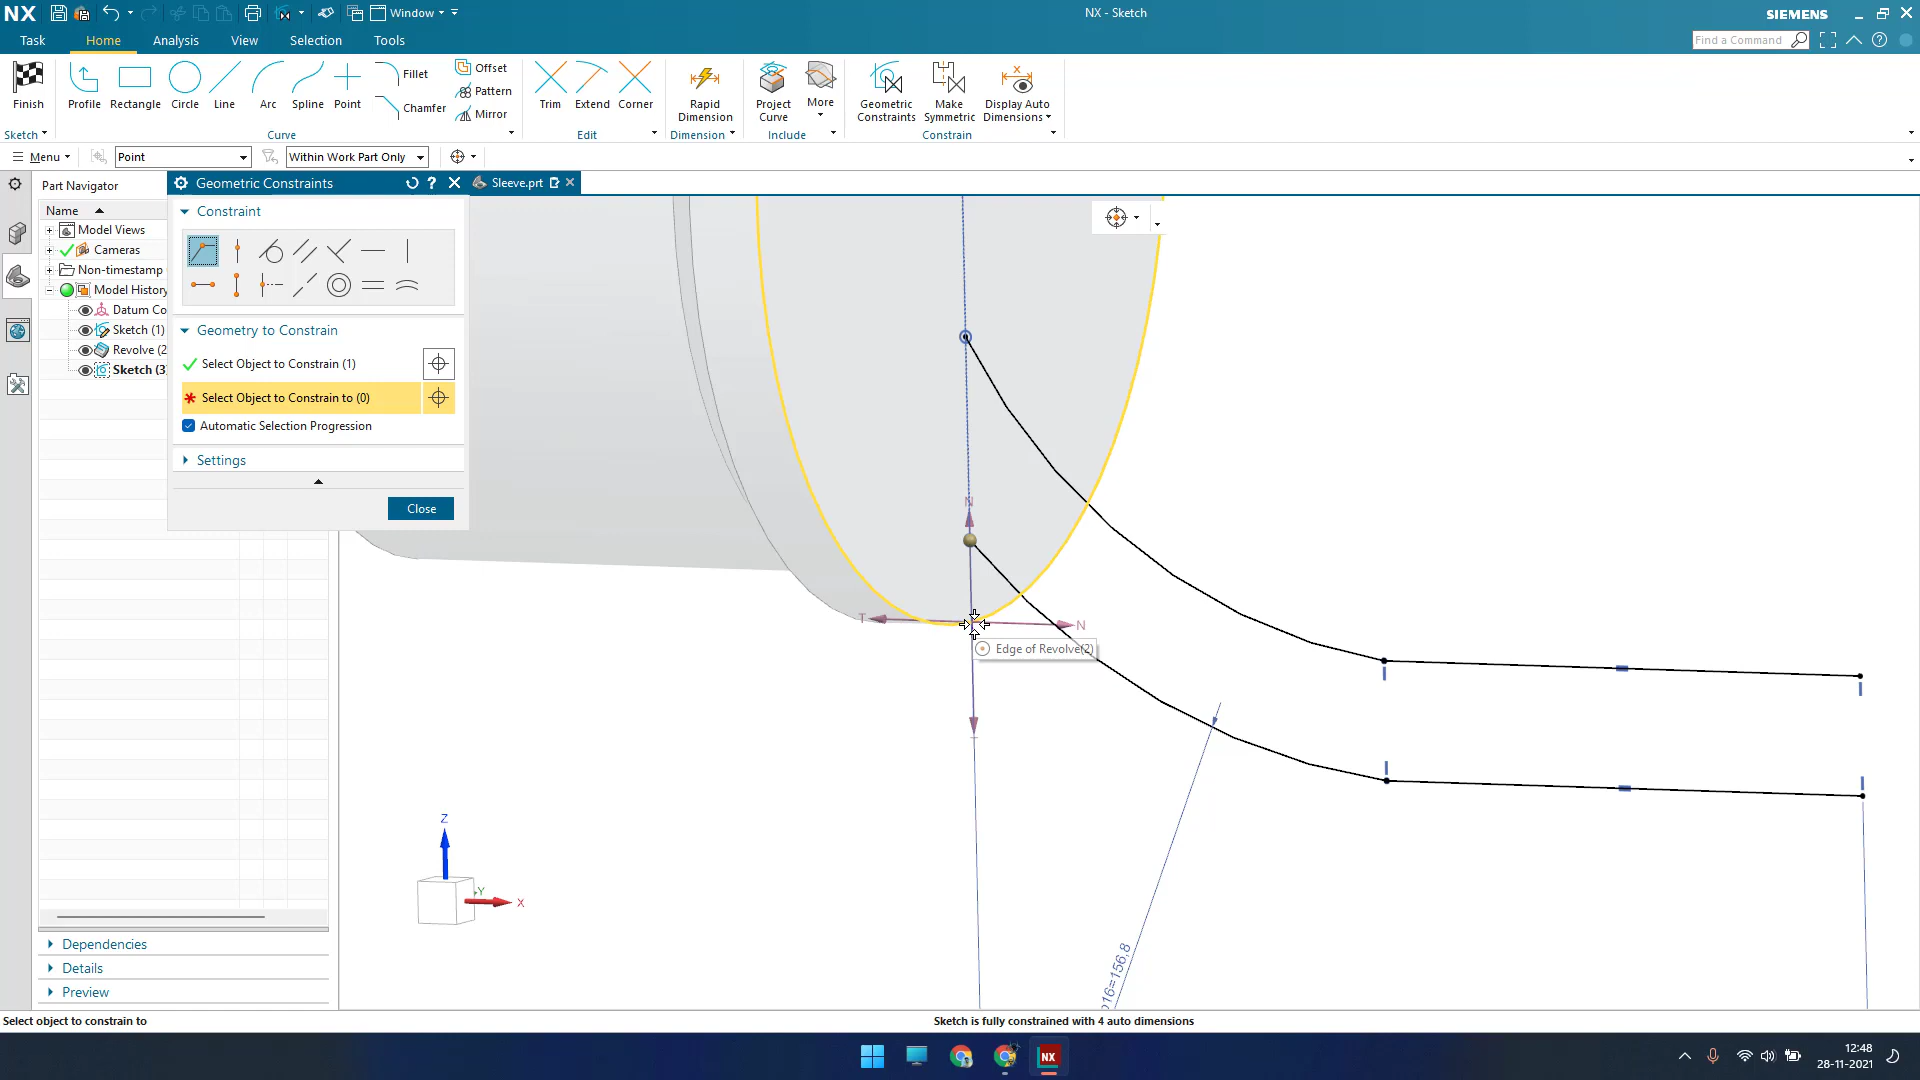 NX
Window
NX - Sketch
SIEMENS
Task
Home
Analysis
View
Selection
Tools
Find a Command
Finish
Profile
Rectangle
Circle
Line
Arc
Spline
Point
Fillet
Chamfer
Offset
Pattern
Mirror
Trim
Extend
Corner
Rapid
Dimension
Project
Curve
More
Geometric
Constraints
Make
Symmetric
Display Auto
Dimensions
Sketch
Curve
Edit
Dimension
Include
Constrain
Menu
Point
Within Work Part Only
Part Navigator
Geometric Constraints
Sleeve.prt
Name
Constraint
Model Views
Cameras
Non-timestamp
Model History
Datum Co
Sketch (1)
Revolve (2
Sketch (3)
Geometry to Constrain
Select Object to Constrain (1)
Select Object to Constrain to (0)
Automatic Selection Progression
Settings
Close
N
T
N
Edge of Revolve(2)
T
Z
Y
X
p16=156,8
Dependencies
Details
Preview
Select object to constrain to
Sketch is fully constrained with 4 auto dimensions
NX
12:48
28-11-2021